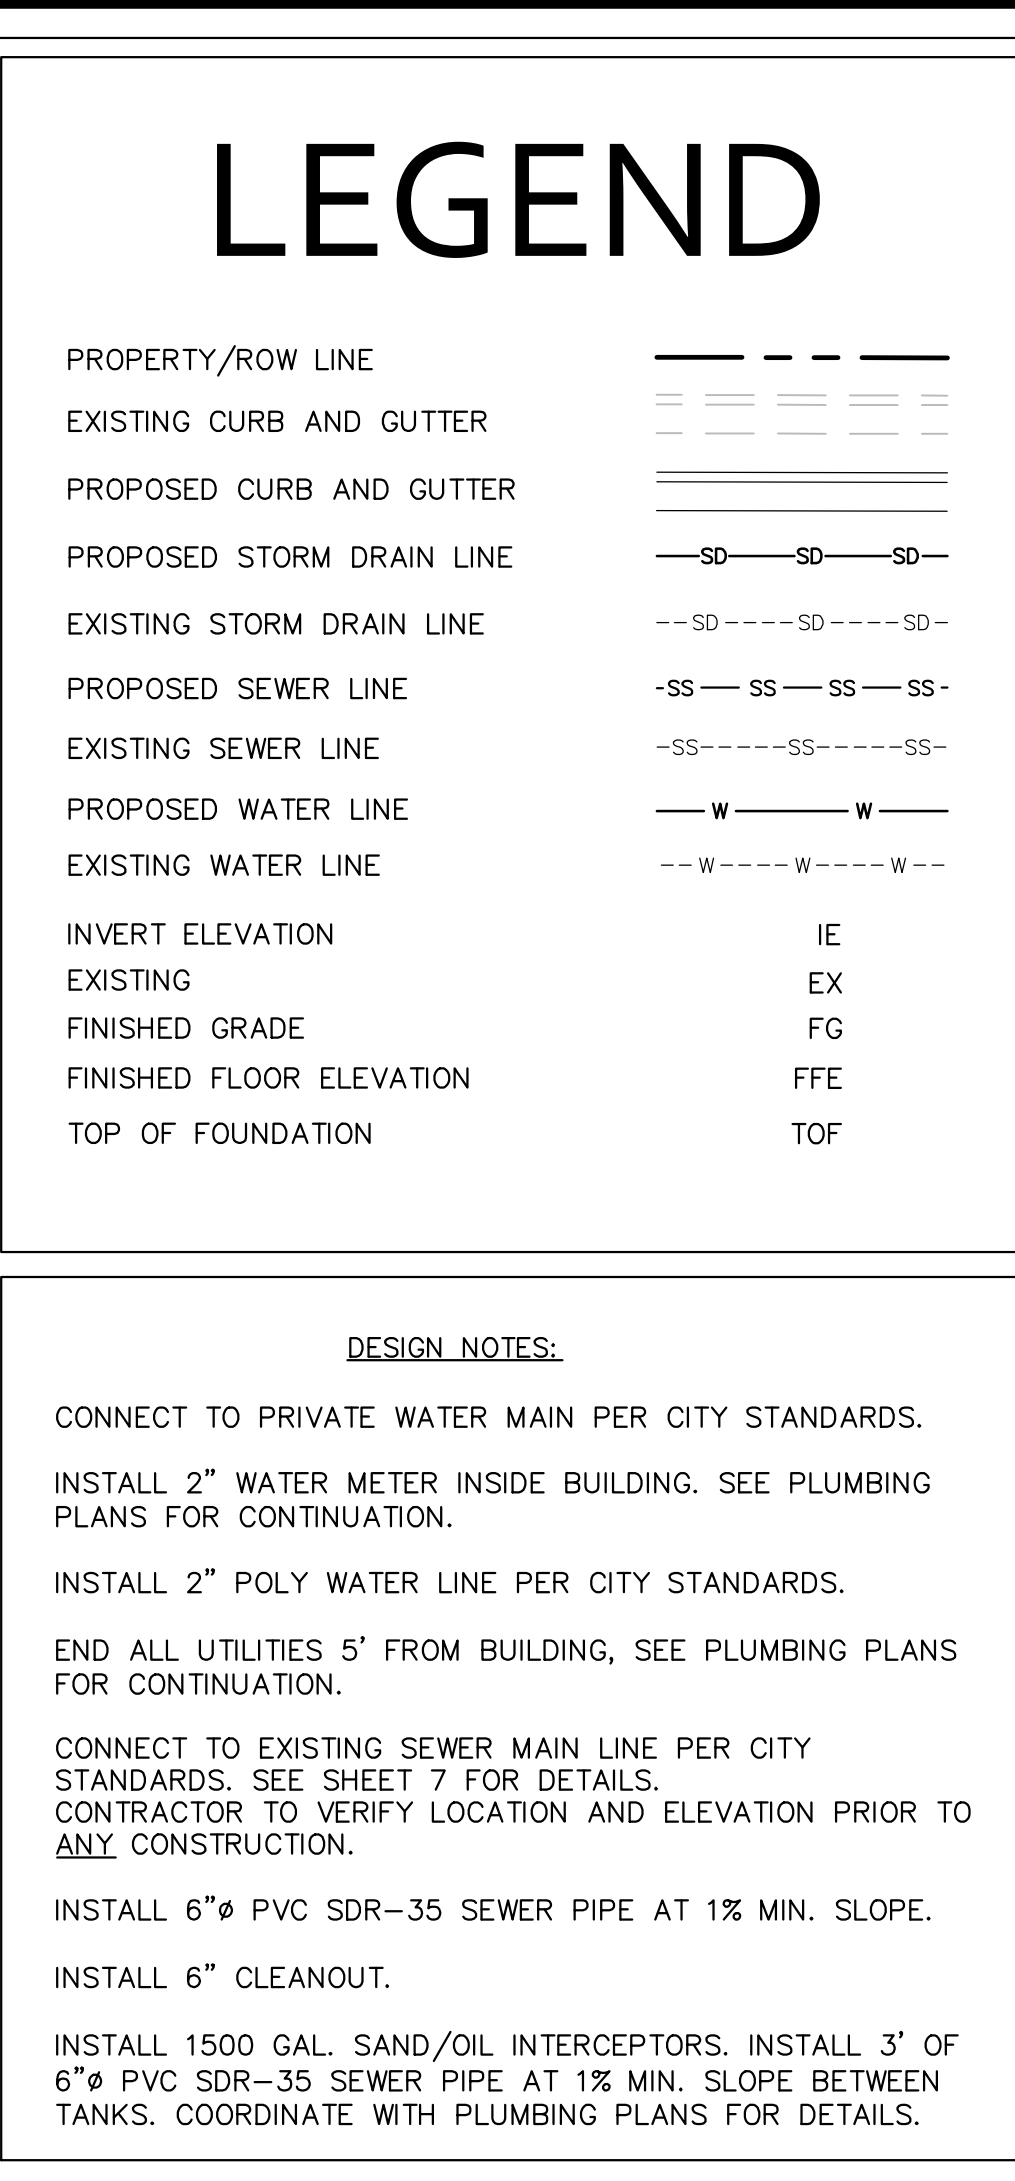 LEGEND
PROPERTY/ROW LINE
EXISTING CURB AND GUTTER
PROPOSED CURB AND GUTTER
PROPOSED STORM DRAIN LINE SD SD SD
EXISTING STORM DRAIN LINE SD SD SD
PROPOSED SEWER LINE SS SS SS SS
EXISTING SEWER LINE SS SS SS
PROPOSED WATER LINE W W
EXISTING WATER LINE W W W
INVERT ELEVATION IE
EXISTING EX
FINISHED GRADE FG
FINISHED FLOOR ELEVATION FFE
TOP OF FOUNDATION TOF
DESIGN NOTES:
CONNECT TO PRIVATE WATER MAIN PER CITY STANDARDS.
INSTALL 2" WATER METER INSIDE BUILDING. SEE PLUMBING
PLANS FOR CONTINUATION.
INSTALL 2" POLY WATER LINE PER CITY STANDARDS.
END ALL UTILITIES 5' FROM BUILDING, SEE PLUMBING PLANS
FOR CONTINUATION.
CONNECT TO EXISTING SEWER MAIN LINE PER CITY
STANDARDS. SEE SHEET 7 FOR DETAILS.
CONTRACTOR TO VERIFY LOCATION AND ELEVATION PRIOR TO
ANY CONSTRUCTION.
INSTALL 6"ø PVC SDR-35 SEWER PIPE AT 1% MIN. SLOPE.
INSTALL 6" CLEANOUT.
INSTALL 1500 GAL. SAND/OIL INTERCEPTORS. INSTALL 3' OF
6"ø PVC SDR-35 SEWER PIPE AT 1% MIN. SLOPE BETWEEN
TANKS. COORDINATE WITH PLUMBING PLANS FOR DETAILS.